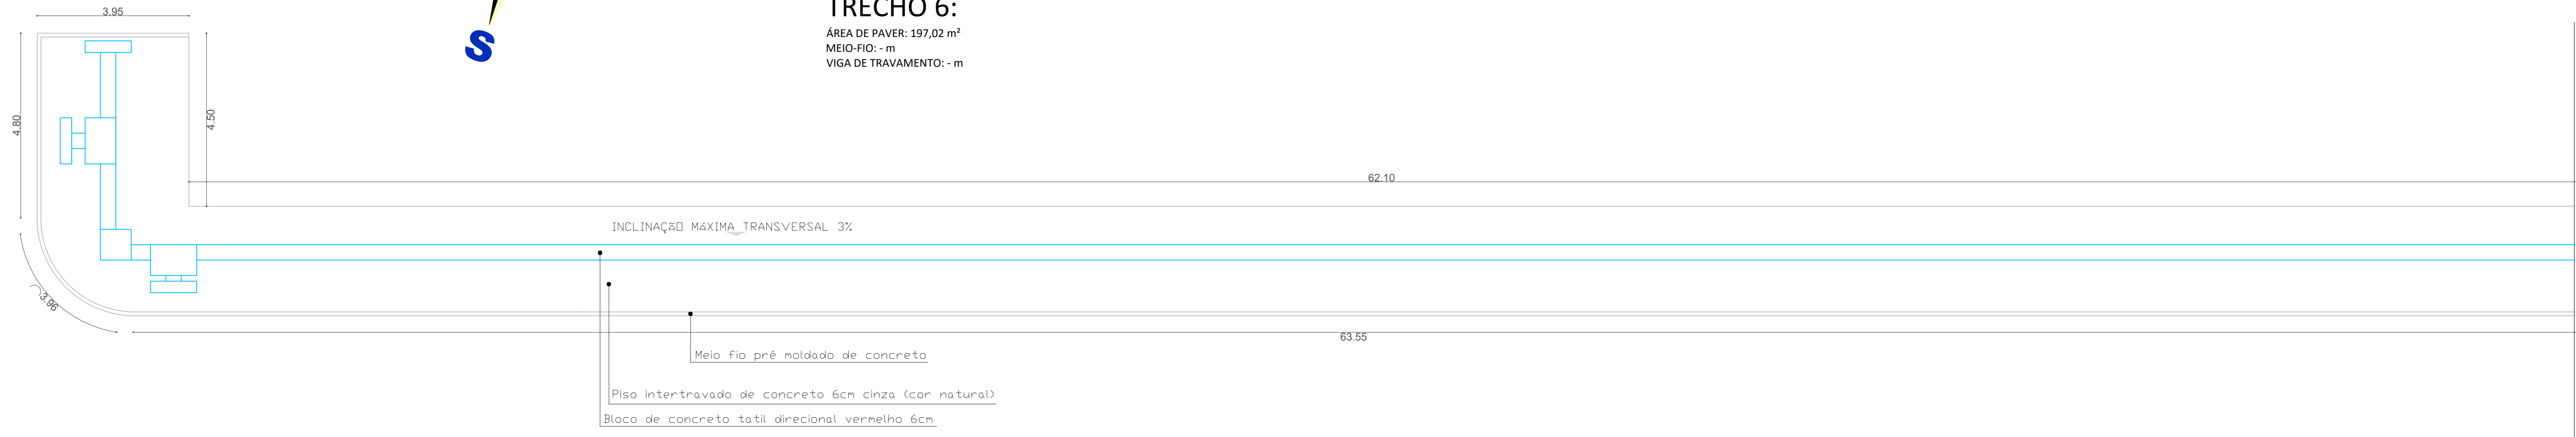 3.95
S
TRECHO 6:
ÁREA DE PAVER: 197,02 m²
MEIO-FIO: - m
VIGA DE TRAVAMENTO: - m
4.80
4.50
62.10
INCLINAÇÃO MáXIMA TRANSVERSAL 3%
3.96
63.55
Meio fio pré moldado de concreto
Piso intertravado de concreto 6cm cinza (cor natural)
Bloco de concreto tatil direcional vermelho 6cm